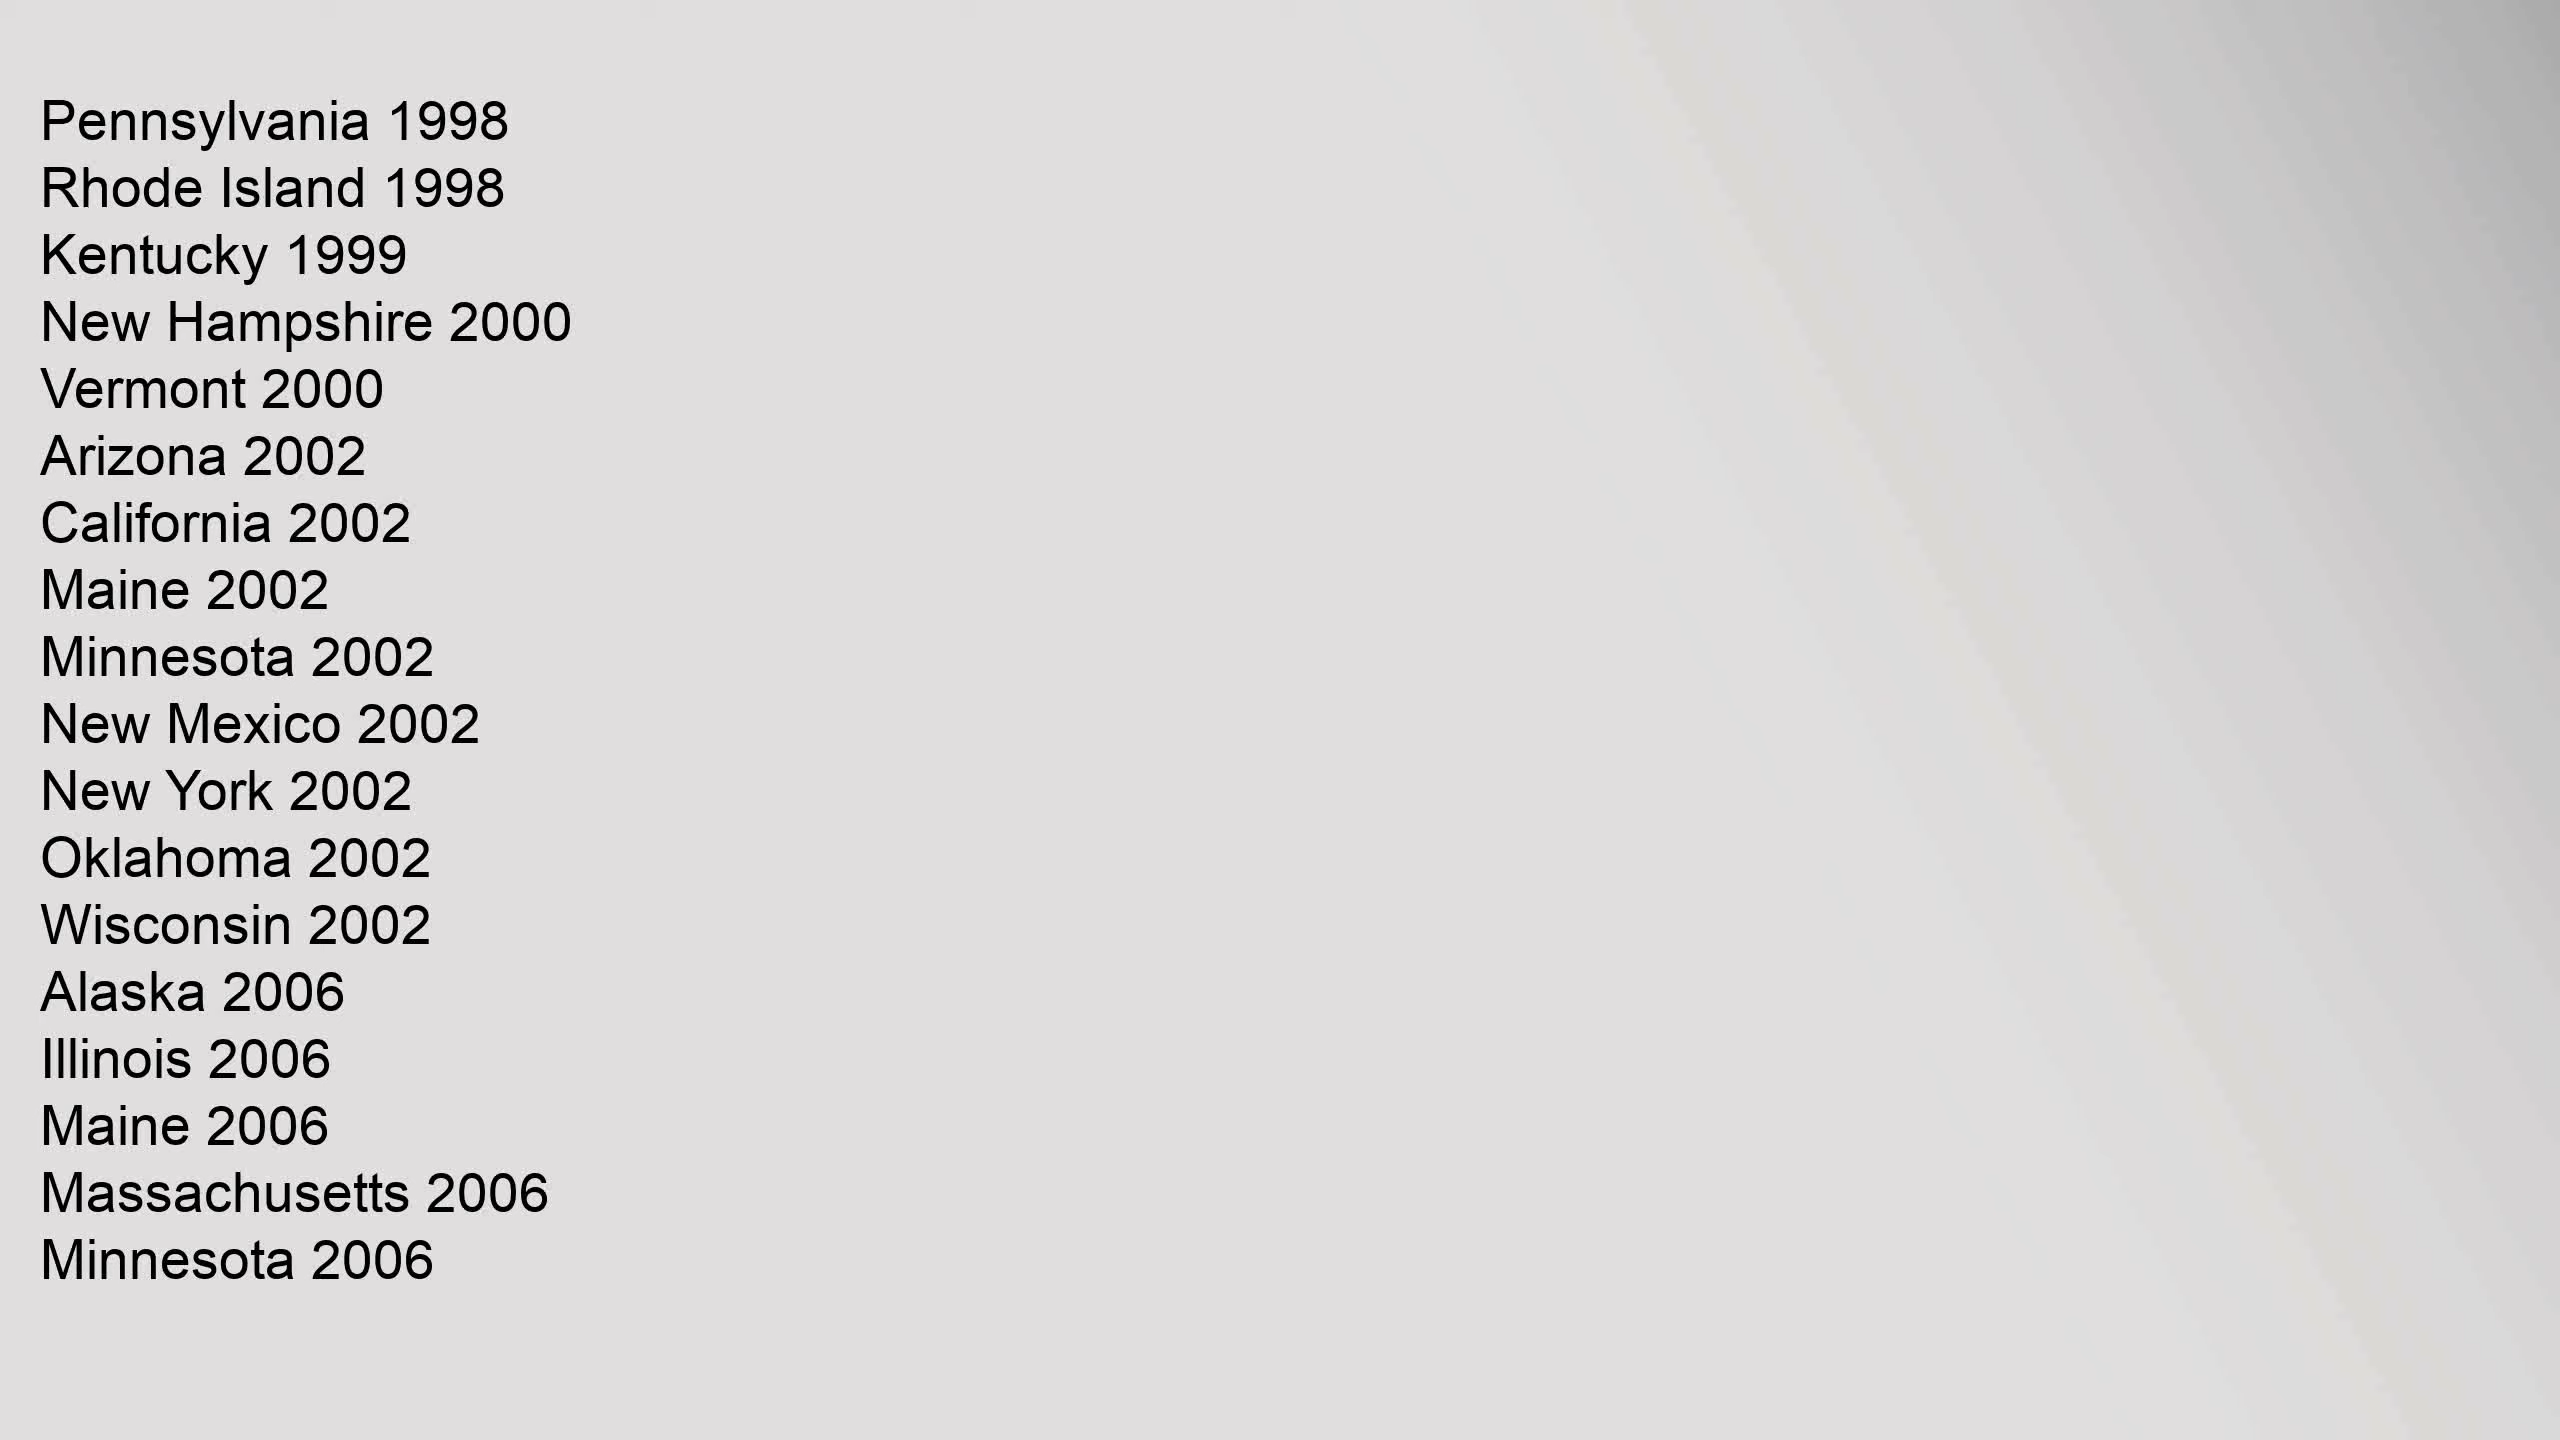 Pennsylvania 1998
Rhode Island 1998
Kentucky 1999
New Hampshire 2000
Vermont 2000
Arizona 2002
California 2002
Maine 2002
Minnesota 2002
New Mexico 2002
New York 2002
Oklahoma 2002
Wisconsin 2002
Alaska 2006
Illinois 2006
Maine 2006
Massachusetts 2006
Minnesota 2006